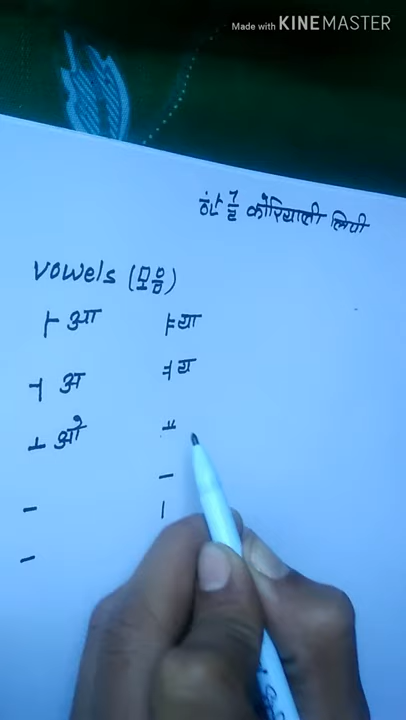 Made with KINEMASTER
한글 कोरियाली लिपी
vowels (모음)
ㅏ आ ㅑ या
ㅓ अ ㅕ य
ㅗ ओ ㅛ
ㅡ
ㅡ ㅣ
ㅡ